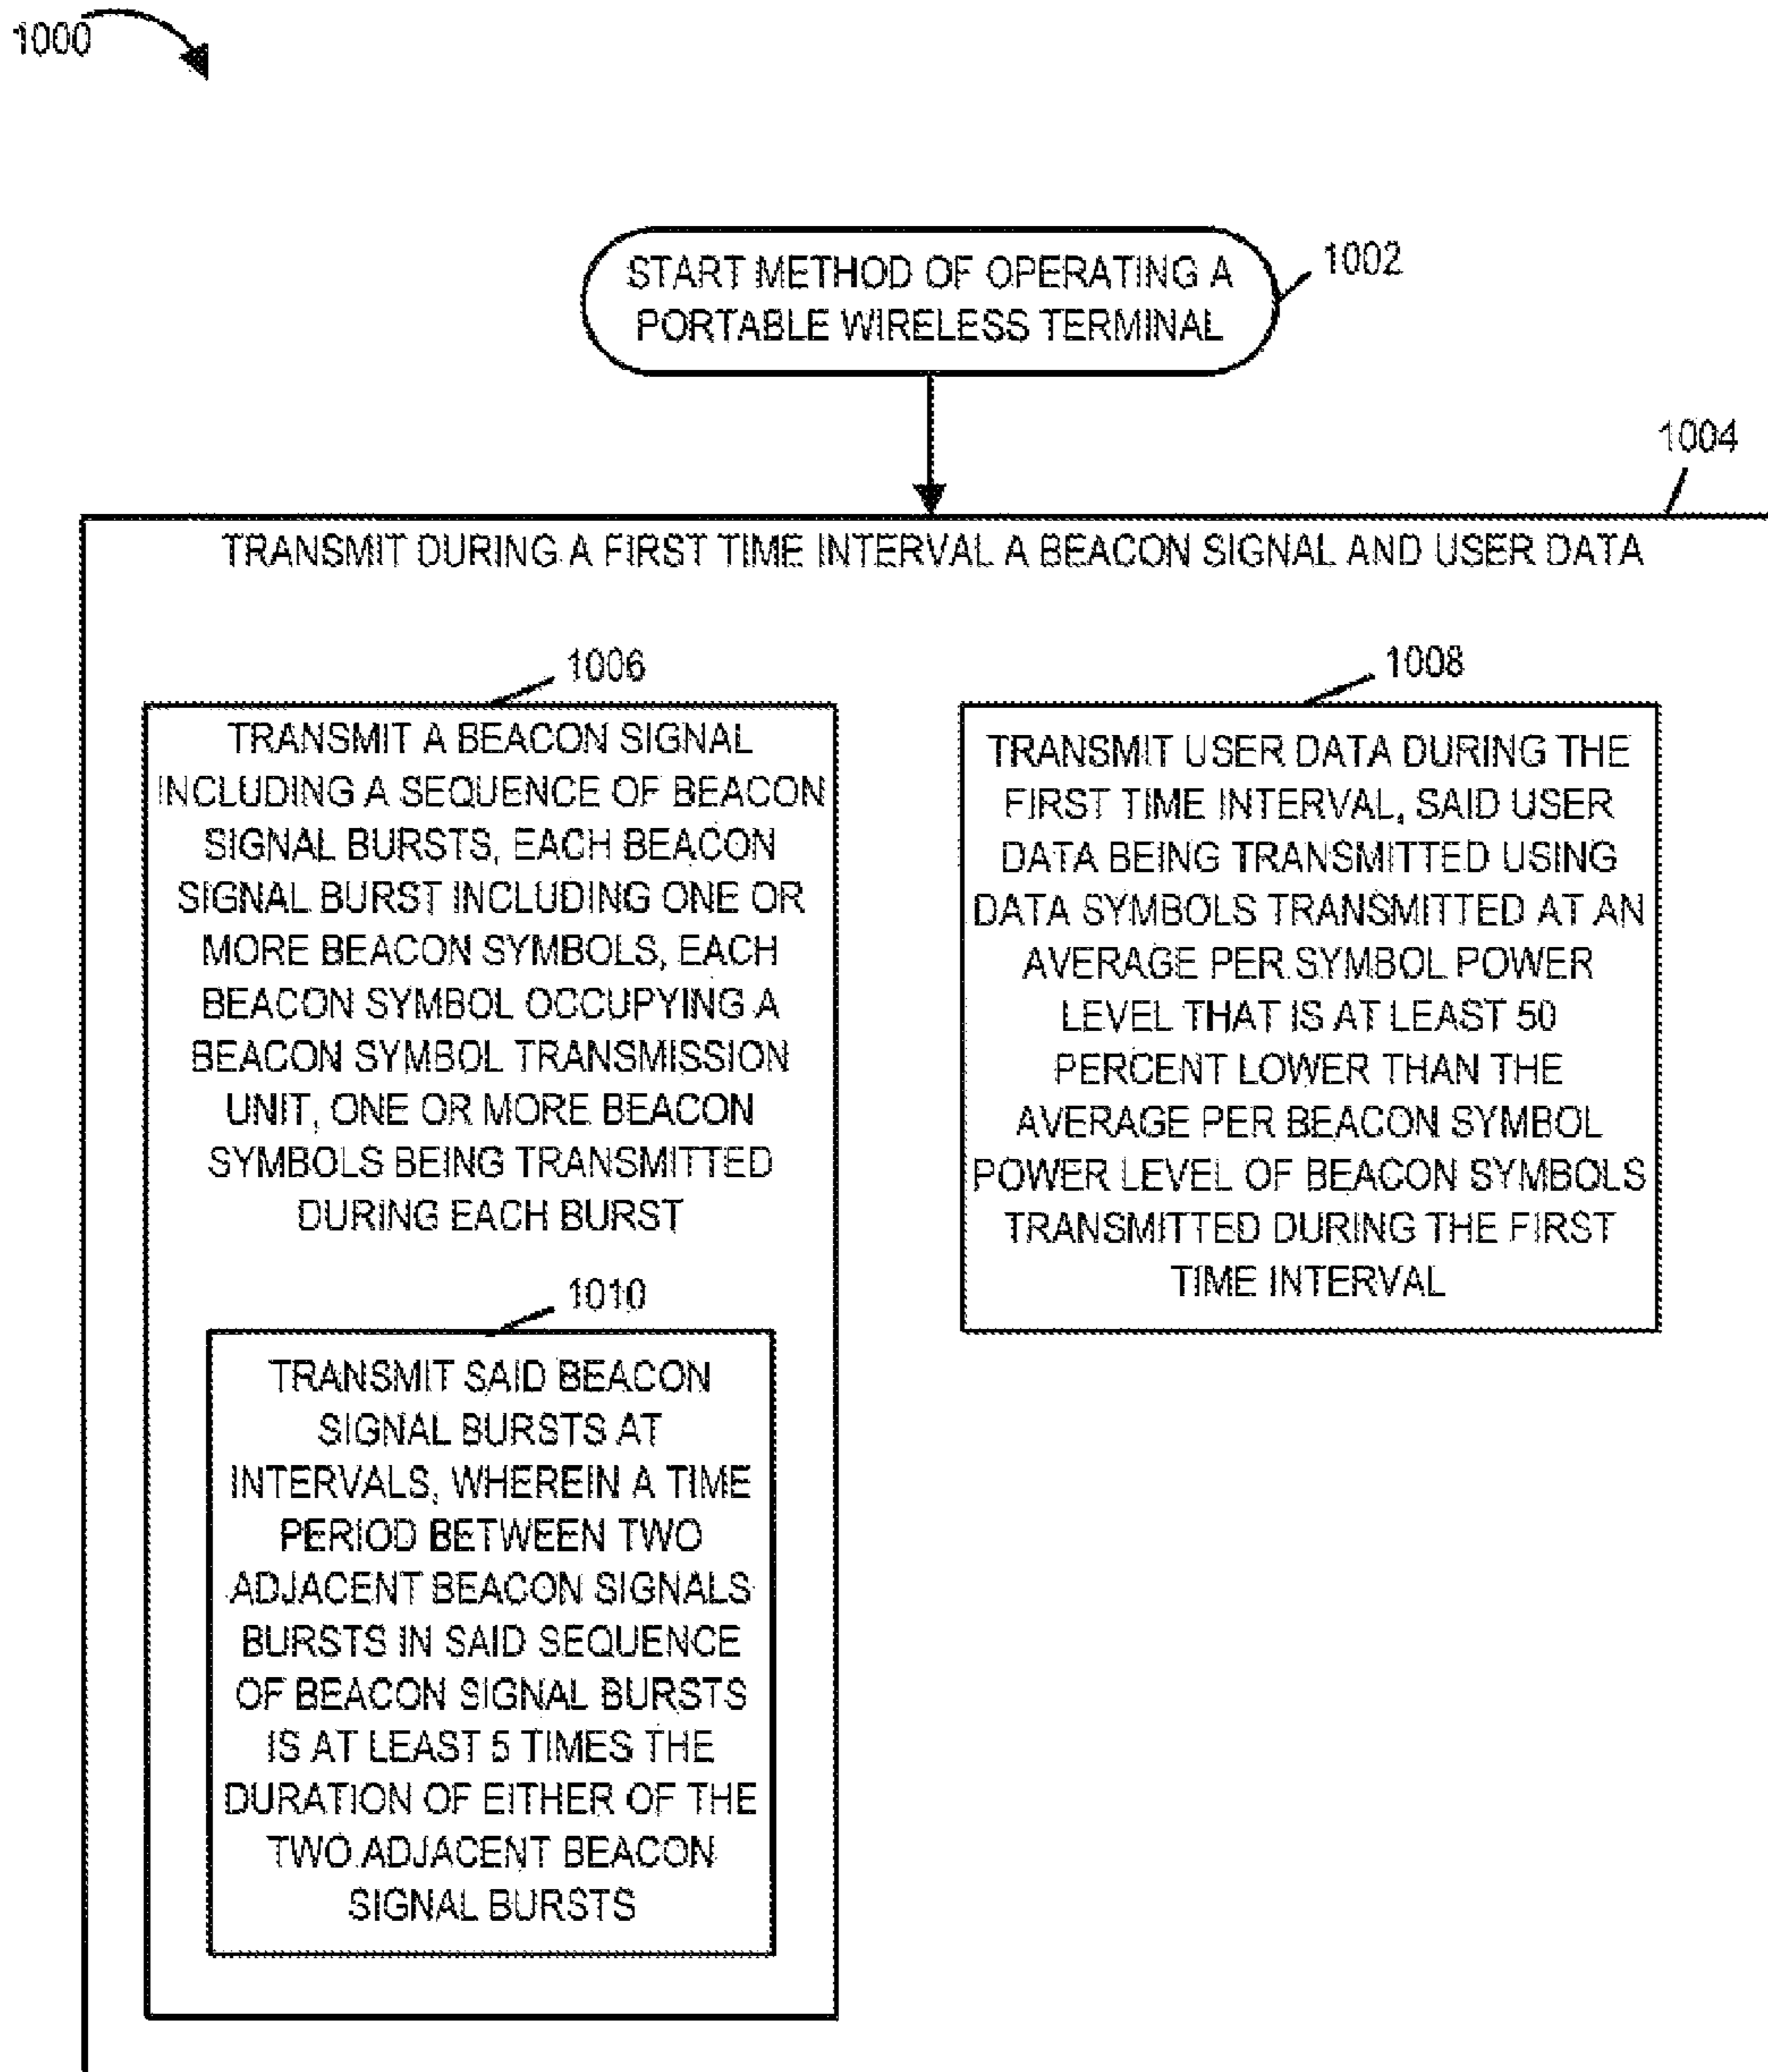 1000
START METHOD OF OPERATING A
PORTABLE WIRELESS TERMINAL
1002
1004
TRANSMIT DURING A FIRST TIME INTERVAL A BEACON SIGNAL AND USER DATA
1006
TRANSMIT A BEACON SIGNAL
INCLUDING A SEQUENCE OF BEACON
SIGNAL BURSTS, EACH BEACON
SIGNAL BURST INCLUDING ONE OR
MORE BEACON SYMBOLS, EACH
BEACON SYMBOL OCCUPYING A
BEACON SYMBOL TRANSMISSION
UNIT, ONE OR MORE BEACON
SYMBOLS BEING TRANSMITTED
DURING EACH BURST
1010
TRANSMIT SAID BEACON
SIGNAL BURSTS AT
INTERVALS, WHEREIN A TIME
PERIOD BETWEEN TWO
ADJACENT BEACON SIGNALS
BURSTS IN SAID SEQUENCE
OF BEACON SIGNAL BURSTS
IS AT LEAST 5 TIMES THE
DURATION OF EITHER OF THE
TWO ADJACENT BEACON
SIGNAL BURSTS
1008
TRANSMIT USER DATA DURING THE
FIRST TIME INTERVAL, SAID USER
DATA BEING TRANSMITTED USING
DATA SYMBOLS TRANSMITTED AT AN
AVERAGE PER SYMBOL POWER
LEVEL THAT IS AT LEAST 50
PERCENT LOWER THAN THE
AVERAGE PER BEACON SYMBOL
POWER LEVEL OF BEACON SYMBOLS
TRANSMITTED DURING THE FIRST
TIME INTERVAL